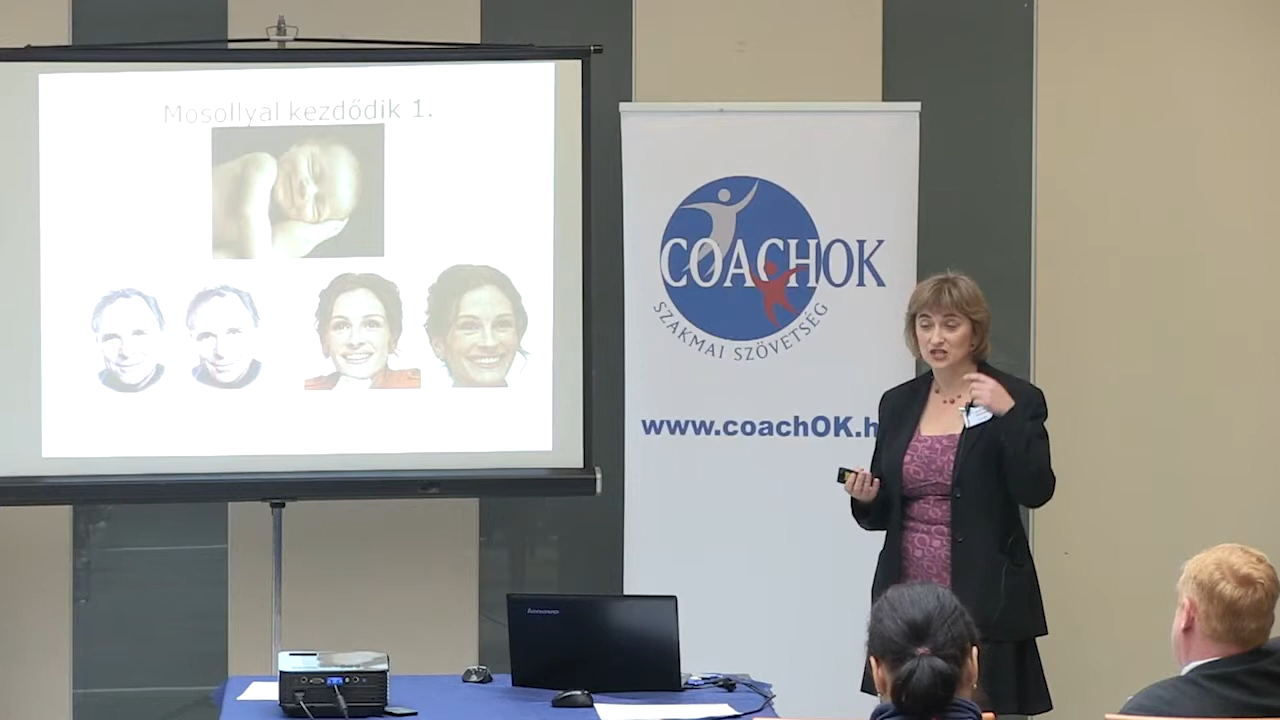 Mosollyal kezdődik 1.
COACHOK
SZAKMAI SZÖVETSÉG
www.coachOK.h
lenovo